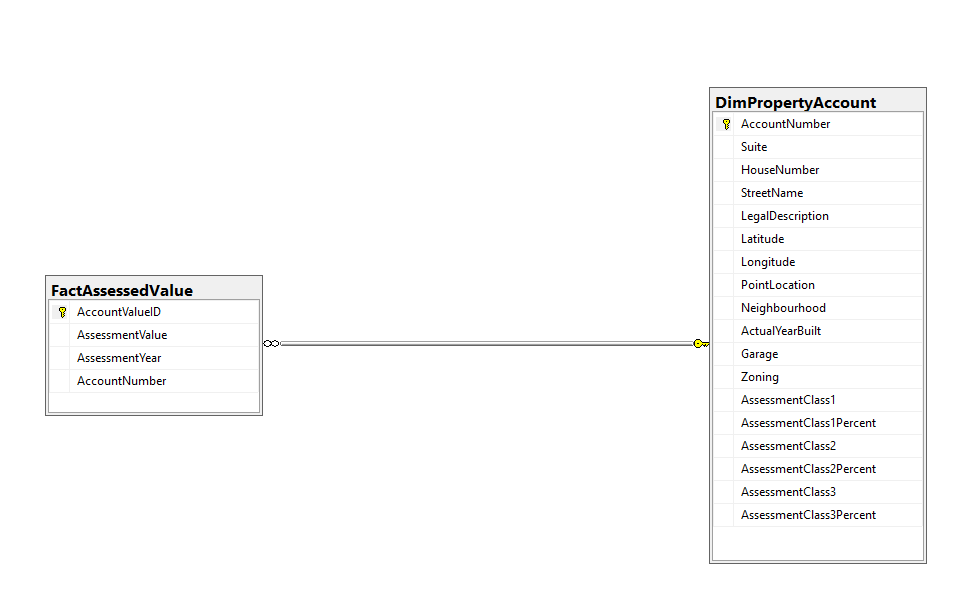 FactAssessedValue
AccountValueID
AssessmentValue
AssessmentYear
AccountNumber
DimPropertyAccount
AccountNumber
Suite
HouseNumber
StreetName
LegalDescription
Latitude
Longitude
PointLocation
Neighbourhood
ActualYearBuilt
Garage
Zoning
AssessmentClass1
AssessmentClass1Percent
AssessmentClass2
AssessmentClass2Percent
AssessmentClass3
AssessmentClass3Percent